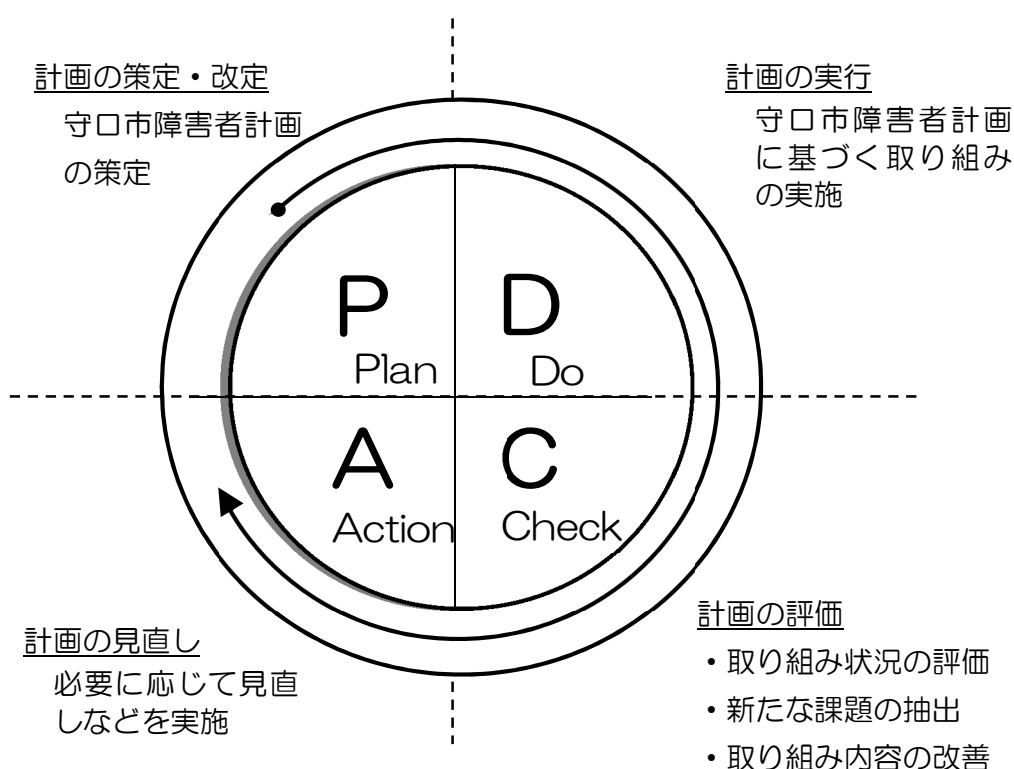 計画の策定・改定
守口市障害者計画
の策定
計画の実行
守口市障害者計画
に基づく取り組み
の実施
P
Plan
D
Do
A
Action
C
Check
計画の見直し
必要に応じて見直
しなどを実施
計画の評価
・取り組み状況の評価
・新たな課題の抽出
・取り組み内容の改善